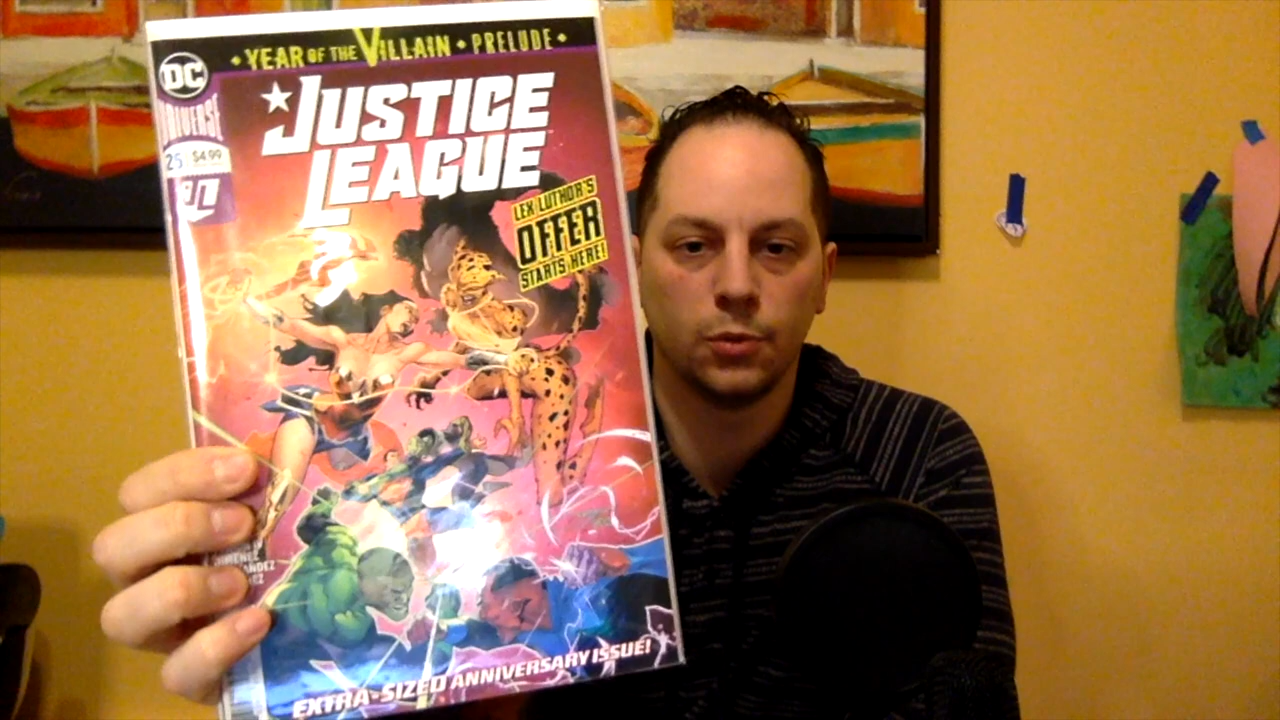 • YEAR OF THE VILLAIN • PRELUDE •
DC
UNIVERSE
25 $4.99
JUSTICE
LEAGUE
LEX LUTHOR'S
OFFER
STARTS HERE!
JIMENEZ
EXTRA-SIZED ANNIVERSARY ISSUE!